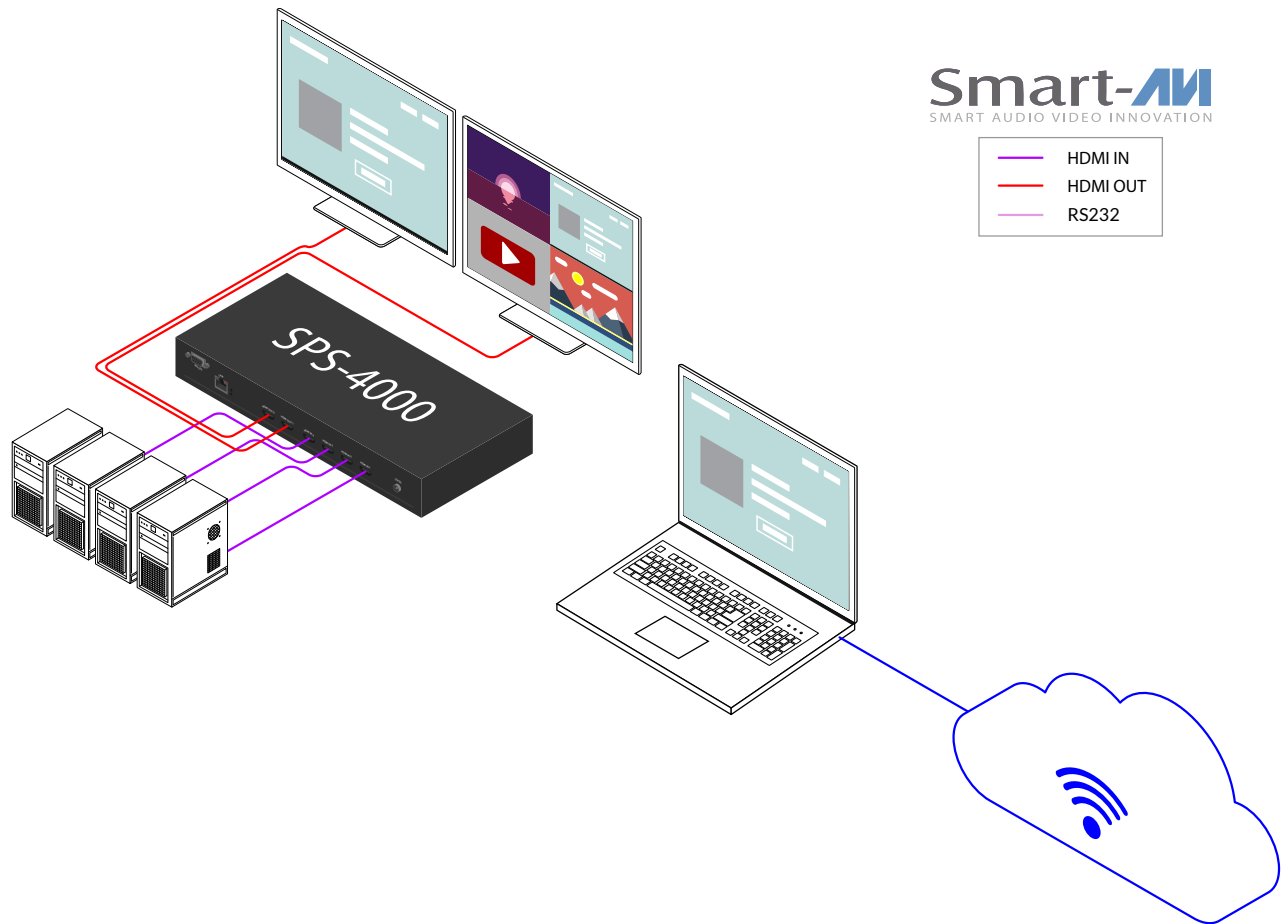 Smart-AVI
SMART AUDIO VIDEO INNOVATION
HDMI IN
HDMI OUT
RS232
SPS-4000